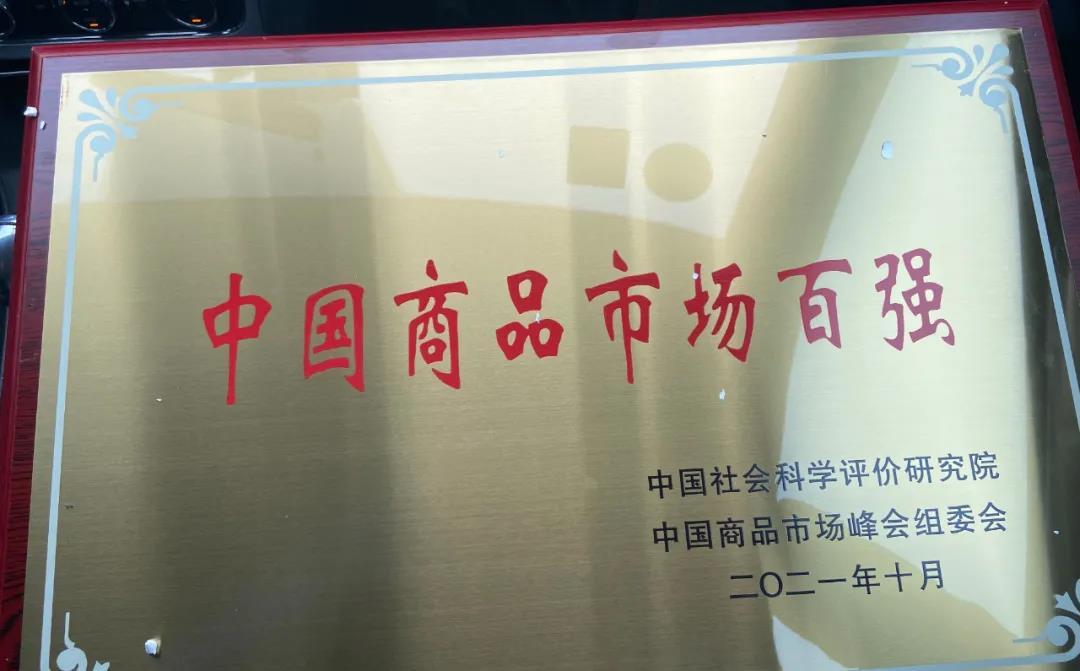 中国商品市场百强
中国社会科学评价研究院
中国商品市场峰会组委会
二〇二一年十月